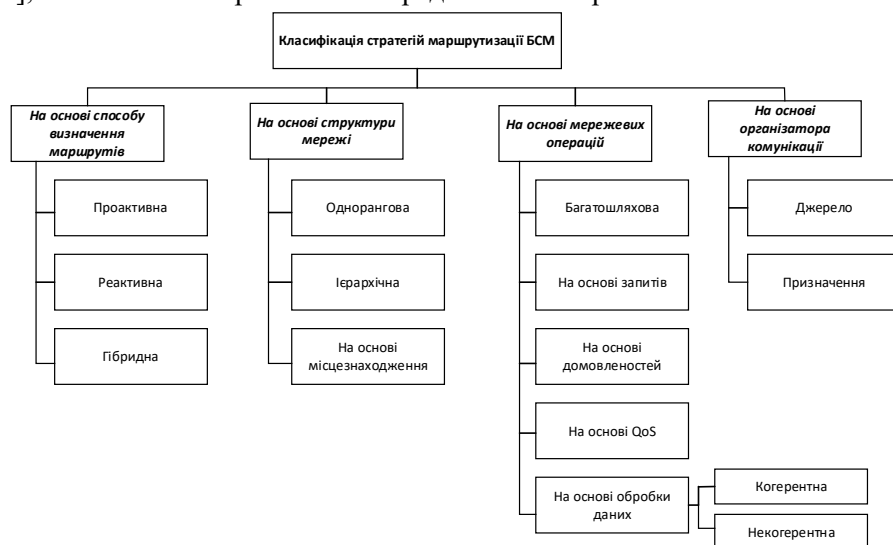 Класифікація стратегій маршрутизації БСМ
На основі способу
визначення
маршрутів
Проактивна
Реактивна
Гібридна
На основі структури
мережі
Однорангова
Ієрархічна
На основі
місцезнаходження
На основі мережевих
операцій
Багатошляхова
На основі запитів
На основі
домовленостей
На основі QoS
На основі обробки
даних
Когерентна
Некогерентна
На основі
організатора
комунікації
Джерело
Призначення